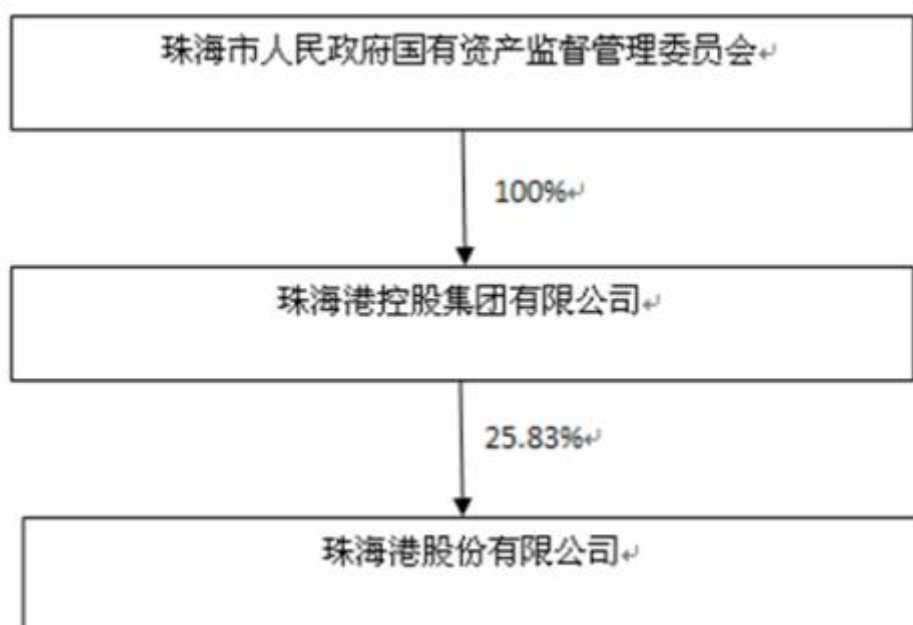 珠海市人民政府国有资产监督管理委员会
100%
珠海港控股集团有限公司
25.83%
珠海港股份有限公司